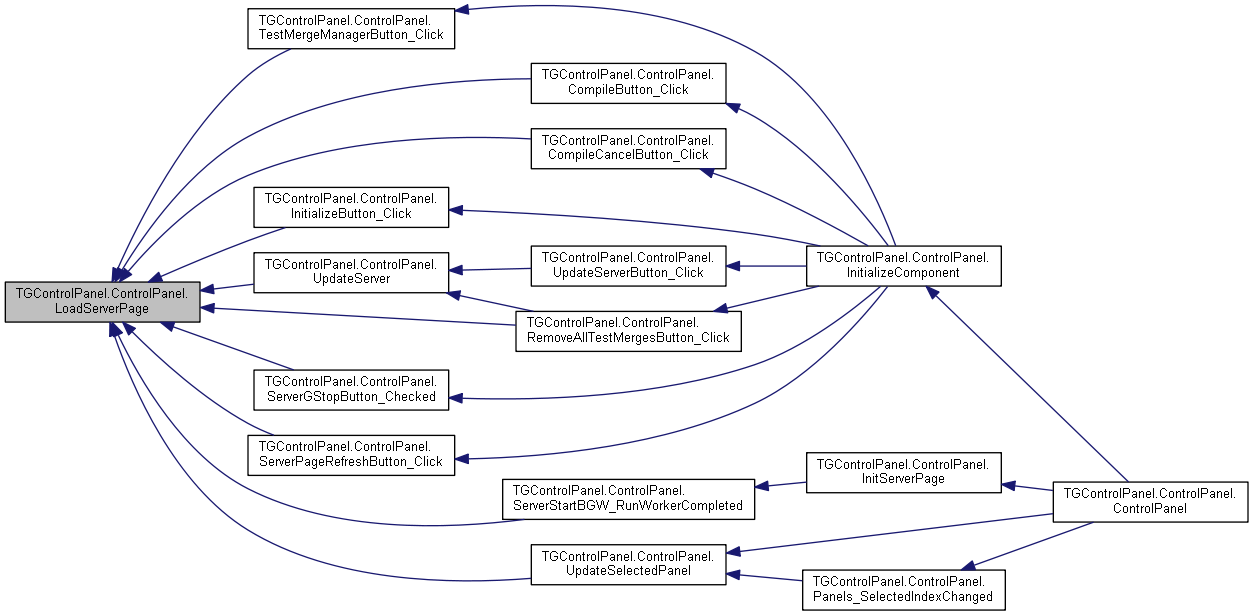 TGControlPanel.ControlPanel.
TestMergeManagerButton_Click
TGControlPanel.ControlPanel.
CompileButton_Click
TGControlPanel.ControlPanel.
CompileCancelButton_Click
TGControlPanel.ControlPanel.
InitializeButton_Click
TGControlPanel.ControlPanel.
UpdateServerButton_Click
TGControlPanel.ControlPanel.
InitializeComponent
TGControlPanel.ControlPanel.
UpdateServer
TGControlPanel.ControlPanel.
LoadServerPage
TGControlPanel.ControlPanel.
RemoveAllTestMergesButton_Click
TGControlPanel.ControlPanel.
ServerGStopButton_Checked
TGControlPanel.ControlPanel.
ServerPageRefreshButton_Click
TGControlPanel.ControlPanel.
InitServerPage
TGControlPanel.ControlPanel.
ServerStartBGW_RunWorkerCompleted
TGControlPanel.ControlPanel.
ControlPanel
TGControlPanel.ControlPanel.
UpdateSelectedPanel
TGControlPanel.ControlPanel.
Panels_SelectedIndexChanged